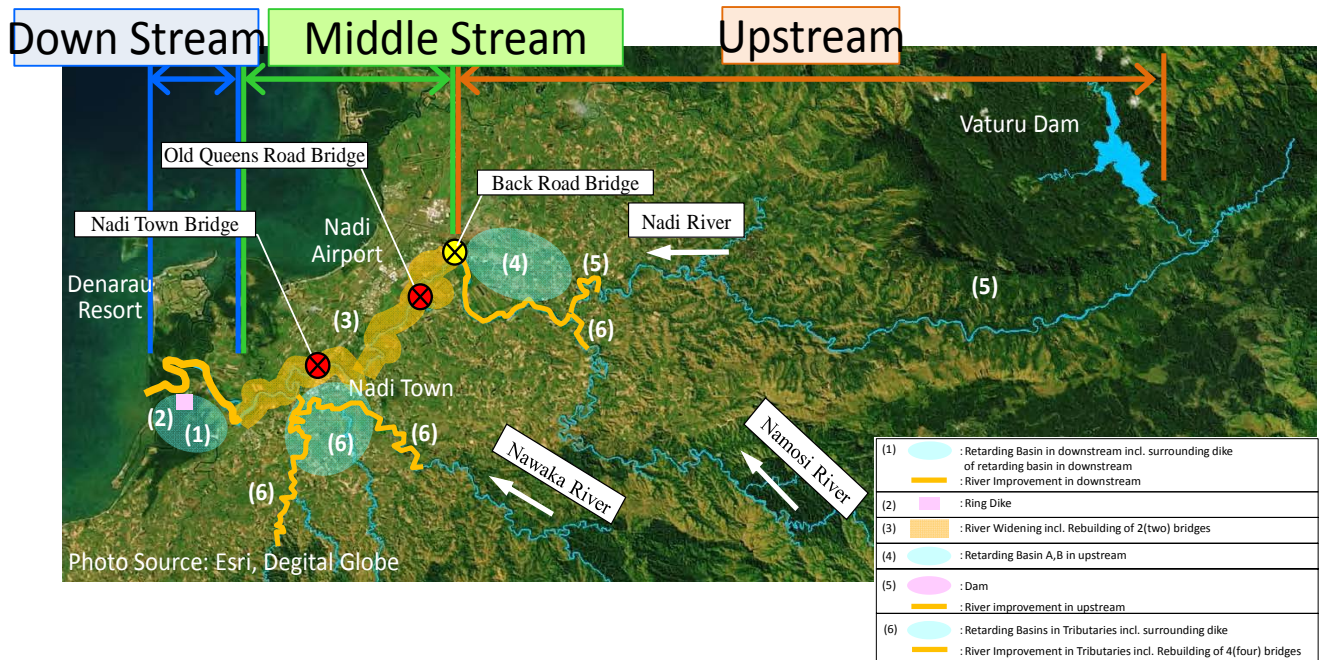 Down Stream
Middle Stream
Upstream
Vaturu Dam
Old Queens Road Bridge
Back Road Bridge
Nadi Town Bridge
Nadi River
Nadi
Airport
Denarau
Resort
(4)
(5)
(5)
(3)
(6)
Nadi Town
(2)
(1)
(6)
(6)
(6)
Nawaka River
Namosi River
Photo Source: Esri, Degital Globe
(1) : Retarding Basin in downstream incl. surrounding dike
of retarding basin in downstream
: River Improvement in downstream
(2) : Ring Dike
(3) : River Widening incl. Rebuilding of 2(two) bridges
(4) : Retarding Basin A,B in upstream
(5) : Dam
: River improvement in upstream
(6) : Retarding Basins in Tributaries incl. surrounding dike
: River Improvement in Tributaries incl. Rebuilding of 4(four) bridges